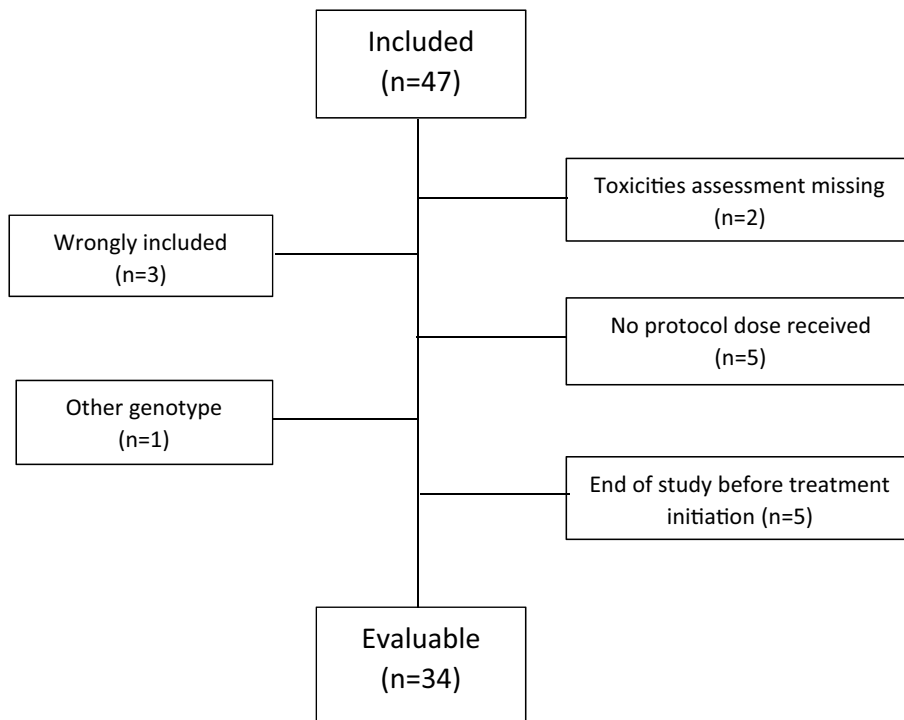 Included
(n=47)
Toxicities assessment missing
(n=2)
Wrongly included
(n=3)
No protocol dose received
(n=5)
Other genotype
(n=1)
End of study before treatment
initiation (n=5)
Evaluable
(n=34)